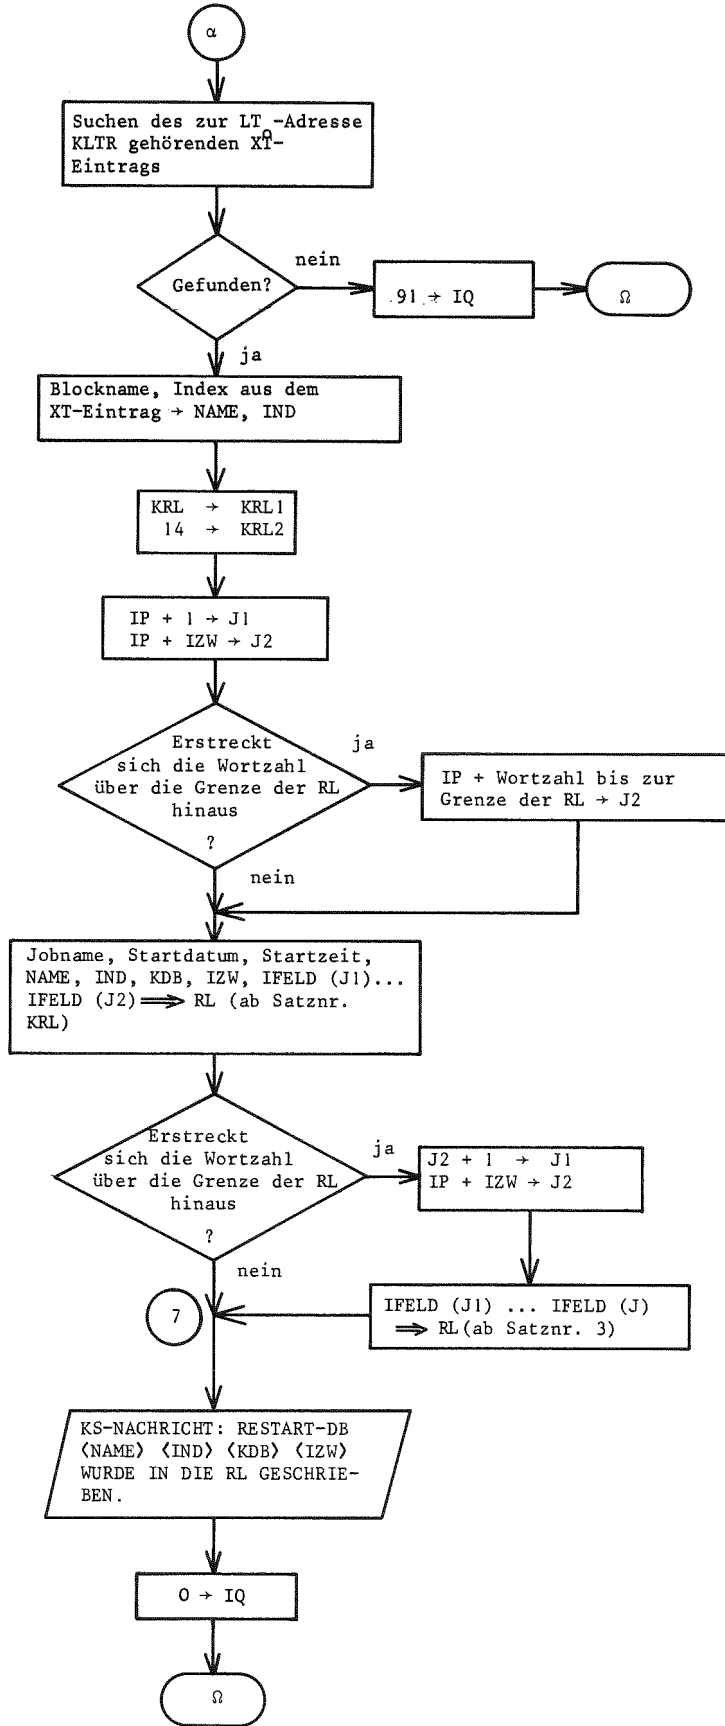 α
Suchen des zur LT -Adresse
KLTR gehörenden XT-
Eintrags
Gefunden?
nein
91 → IQ
Ω
ja
Blockname, Index aus dem
XT-Eintrag → NAME, IND
KRL → KRL1
14 → KRL2
IP + 1 → J1
IP + IZW → J2
Erstreckt
sich die Wortzahl
über die Grenze der RL
hinaus
?
ja
IP + Wortzahl bis zur
Grenze der RL → J2
nein
Jobname, Startdatum, Startzeit,
NAME, IND, KDB, IZW, IFELD (J1)...
IFELD (J2) ⟹ RL (ab Satznr.
KRL)
Erstreckt
sich die Wortzahl
über die Grenze der RL
hinaus
?
ja
J2 + 1 → J1
IP + IZW → J2
nein
7
IFELD (J1) ... IFELD (J)
⟹ RL(ab Satznr. 3)
KS-NACHRICHT: RESTART-DB
⟨NAME⟩ ⟨IND⟩ ⟨KDB⟩ ⟨IZW⟩
WURDE IN DIE RL GESCHRIE-
BEN.
O → IQ
Ω